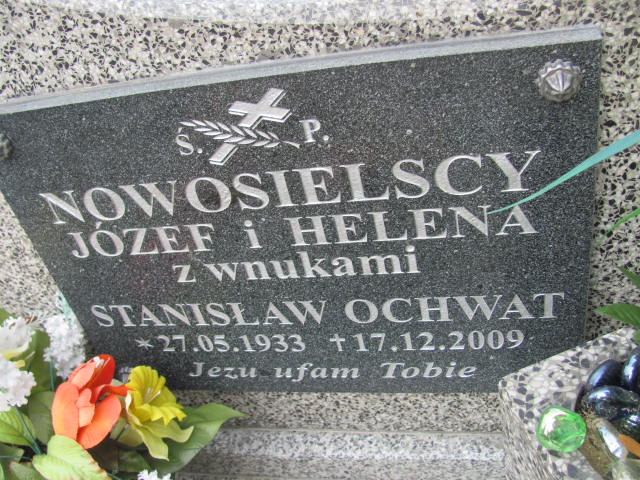 Ś. P.
NOWOSIELSCY
JÓZEF i HELENA
z wnukami
STANISŁAW OCHWAT
*27.05.1933 †17.12.2009
Jezu ufam Tobie